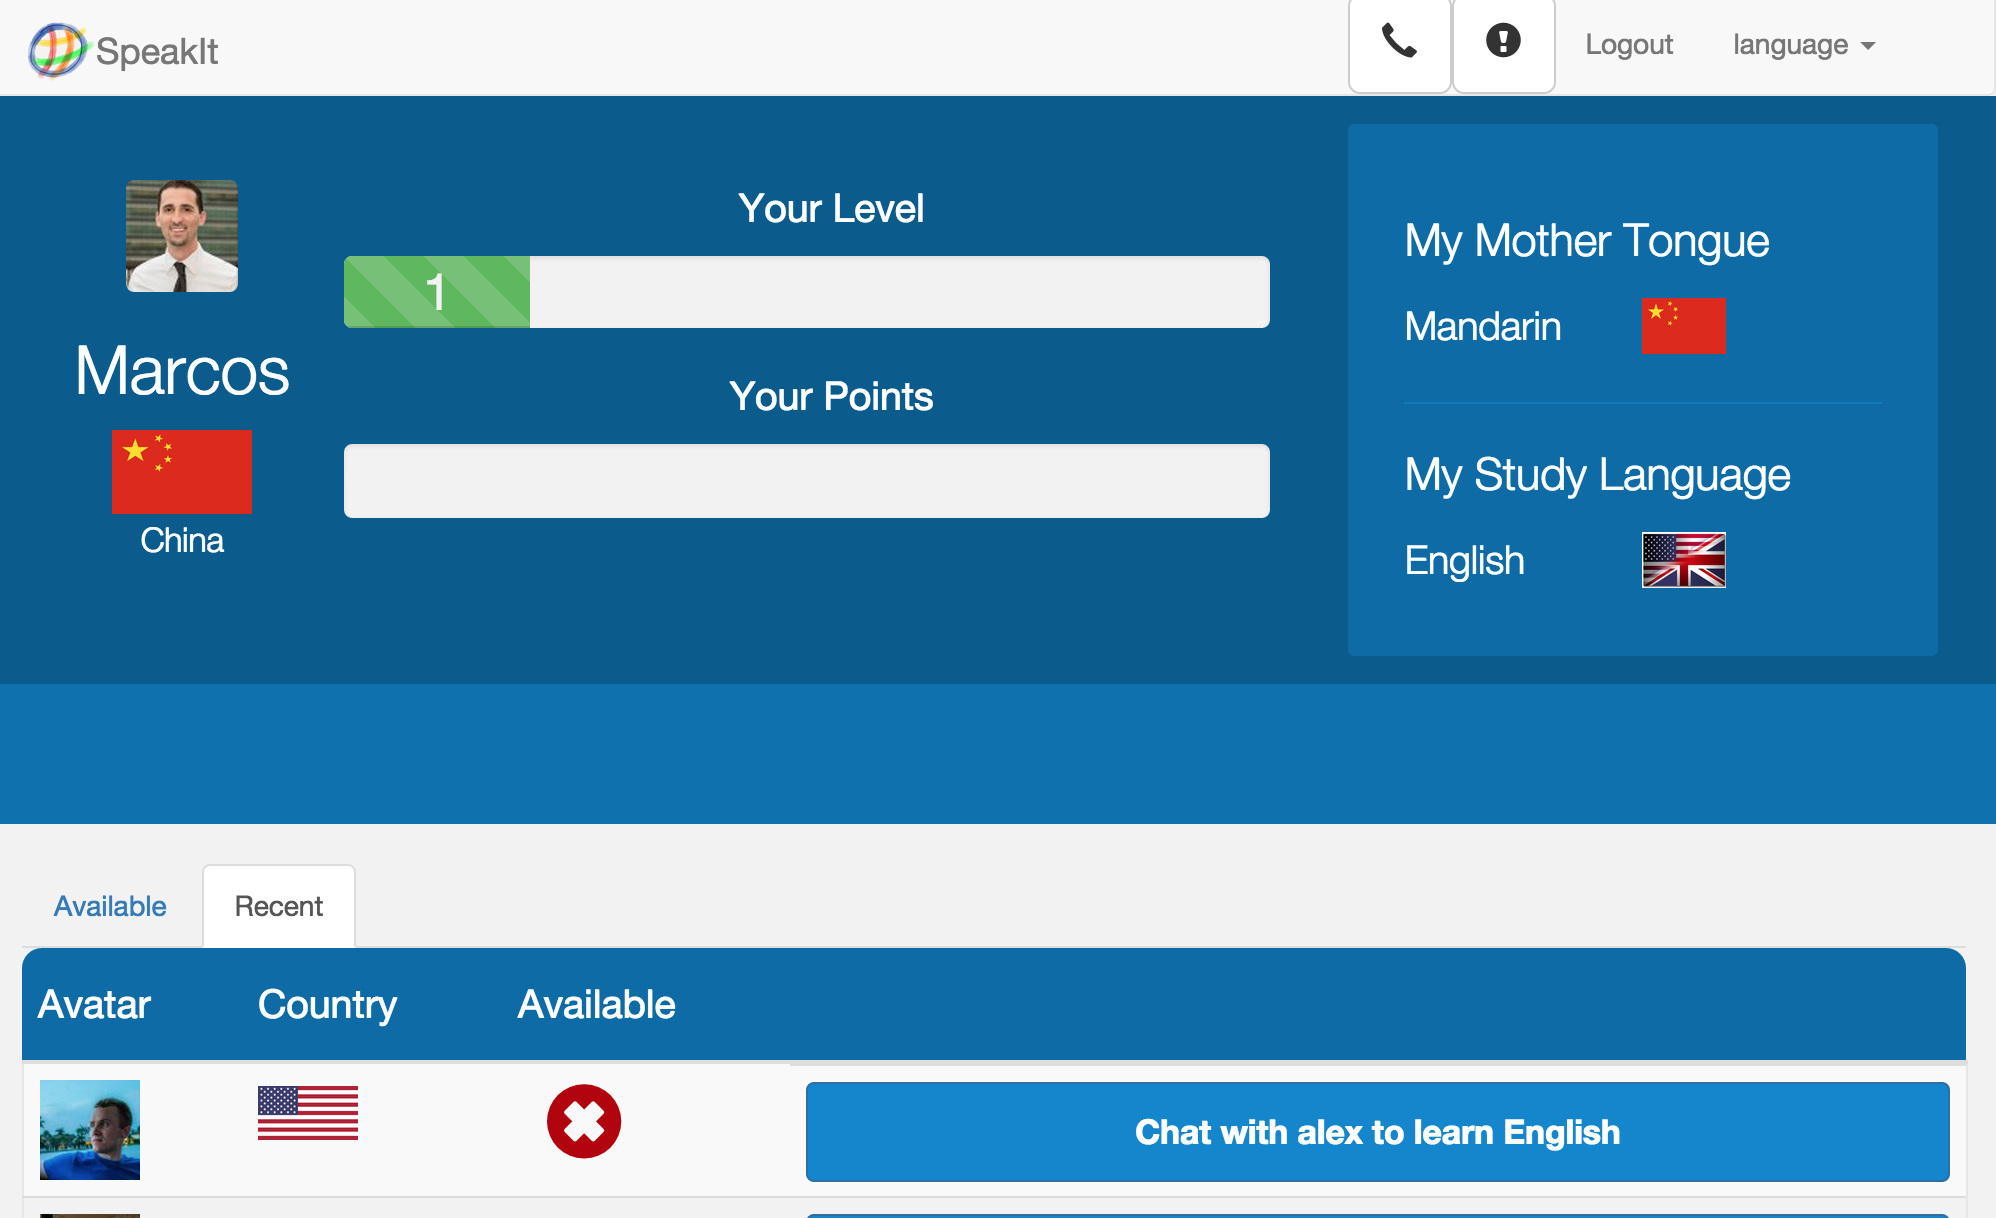 SpeakIt
Logout
language
Marcos
China
Your Level
1
Your Points
My Mother Tongue
Mandarin
My Study Language
English
Available
Recent
Avatar
Country
Available
Chat with alex to learn English